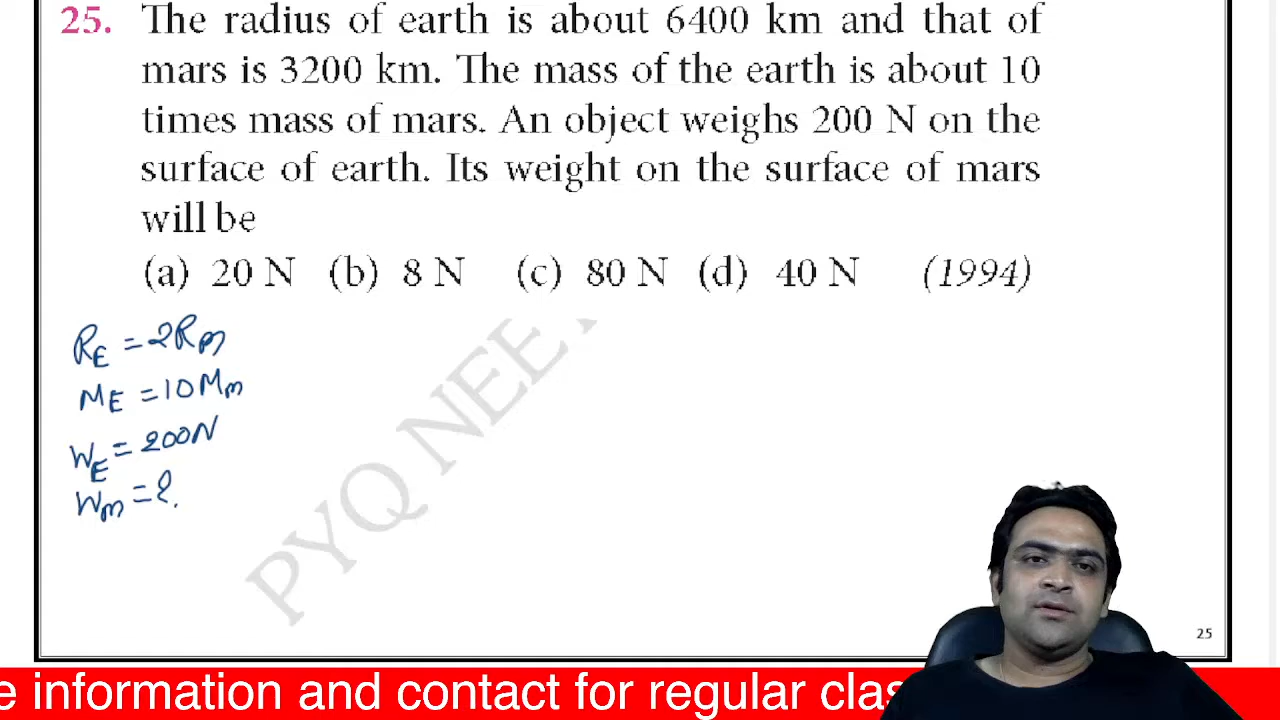 25. The radius of earth is about 6400 km and that of
mars is 3200 km. The mass of the earth is about 10
times mass of mars. An object weighs 200 N on the
surface of earth. Its weight on the surface of mars
will be
(a) 20 N (b) 8 N (c) 80 N (d) 40 N (1994)
R_E = 2R_m
M_E = 10M_m
W_E = 200N
W_m = ?
PYQ NEET
25
e information and contact for regular clas